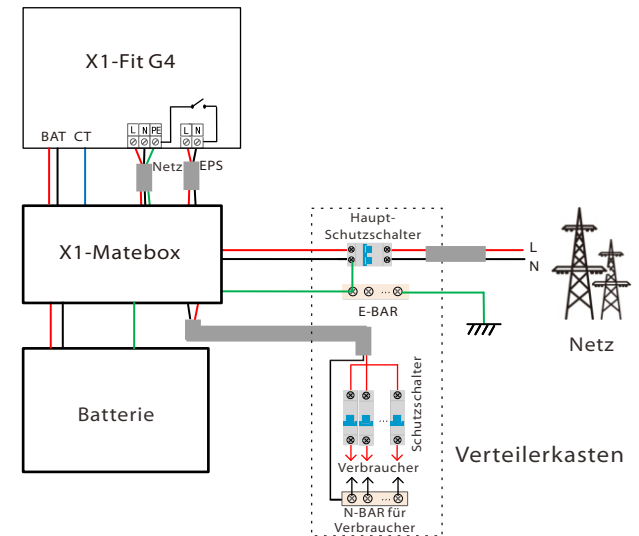 X1-Fit G4
BAT CT
L N PE
L N
Netz
EPS
X1-Matebox
Haupt-
Schutzschalter
L
N
E-BAR
Netz
Batterie
Schutzschalter
Verbraucher
Verteilerkasten
N-BAR für
Verbraucher